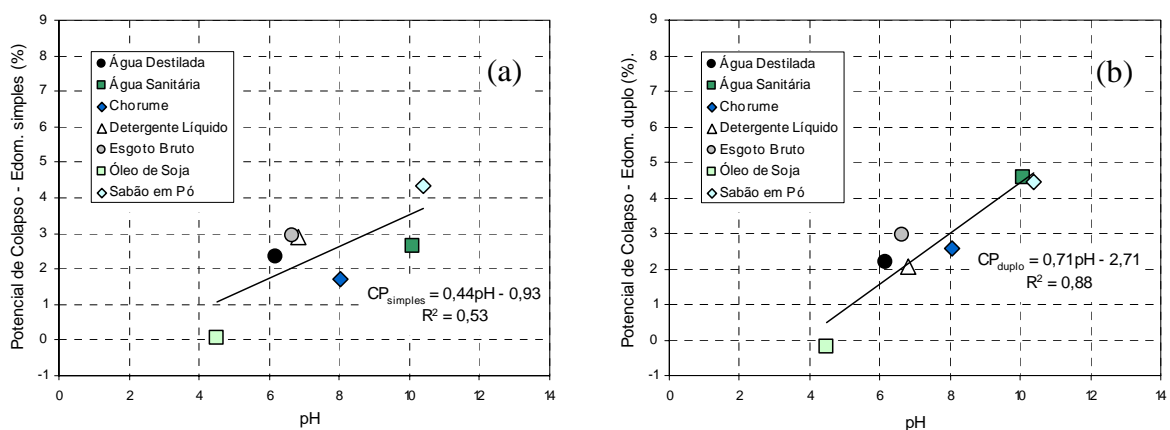 Potencial de Colapso - Edom. simples (%)
9
8
7
6
5
4
3
2
1
0
-1
(a)
Água Destilada
Água Sanitária
Chorume
Detergente Líquido
Esgoto Bruto
Óleo de Soja
Sabão em Pó
CPsimples = 0,44pH - 0,93
R² = 0,53
0 2 4 6 8 10 12 14
pH
Potencial de Colapso - Edom. duplo (%).
9
8
7
6
5
4
3
2
1
0
-1
(b)
Água Destilada
Água Sanitária
Chorume
Detergente Líquido
Esgoto Bruto
Óleo de Soja
Sabão em Pó
CPduplo = 0,71pH - 2,71
R² = 0,88
0 2 4 6 8 10 12 14
pH